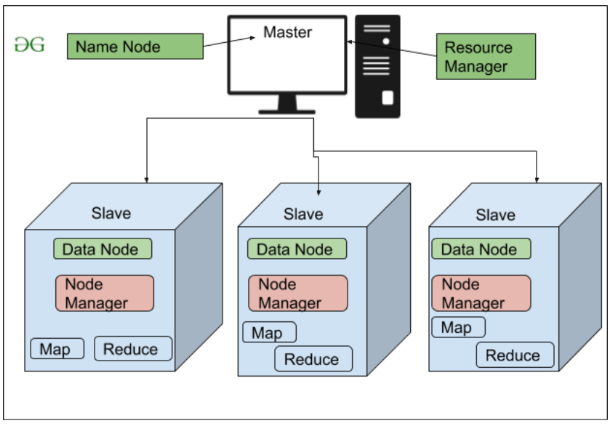 Master
Name Node
Resource
Manager
Slave
Data Node
Node
Manager
Map
Reduce
Slave
Data Node
Node
Manager
Map
Reduce
Slave
Data Node
Node
Manager
Map
Reduce